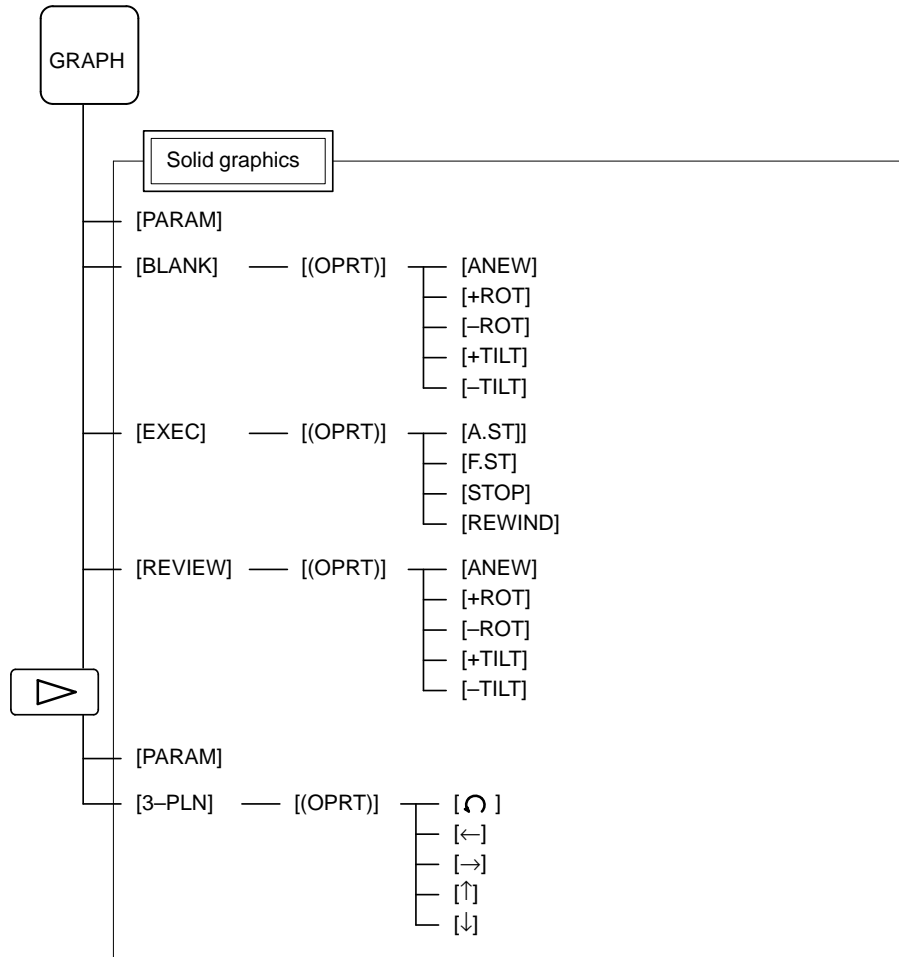 GRAPH
Solid graphics
[PARAM]
[BLANK] [(OPRT)] [ANEW]
[+ROT]
[–ROT]
[+TILT]
[–TILT]
[EXEC] [(OPRT)] [A.ST]]
[F.ST]
[STOP]
[REWIND]
[REVIEW] [(OPRT)] [ANEW]
[+ROT]
[–ROT]
[+TILT]
[–TILT]
[PARAM]
[3–PLN] [(OPRT)] [ ]
[←]
[→]
[↑]
[↓]